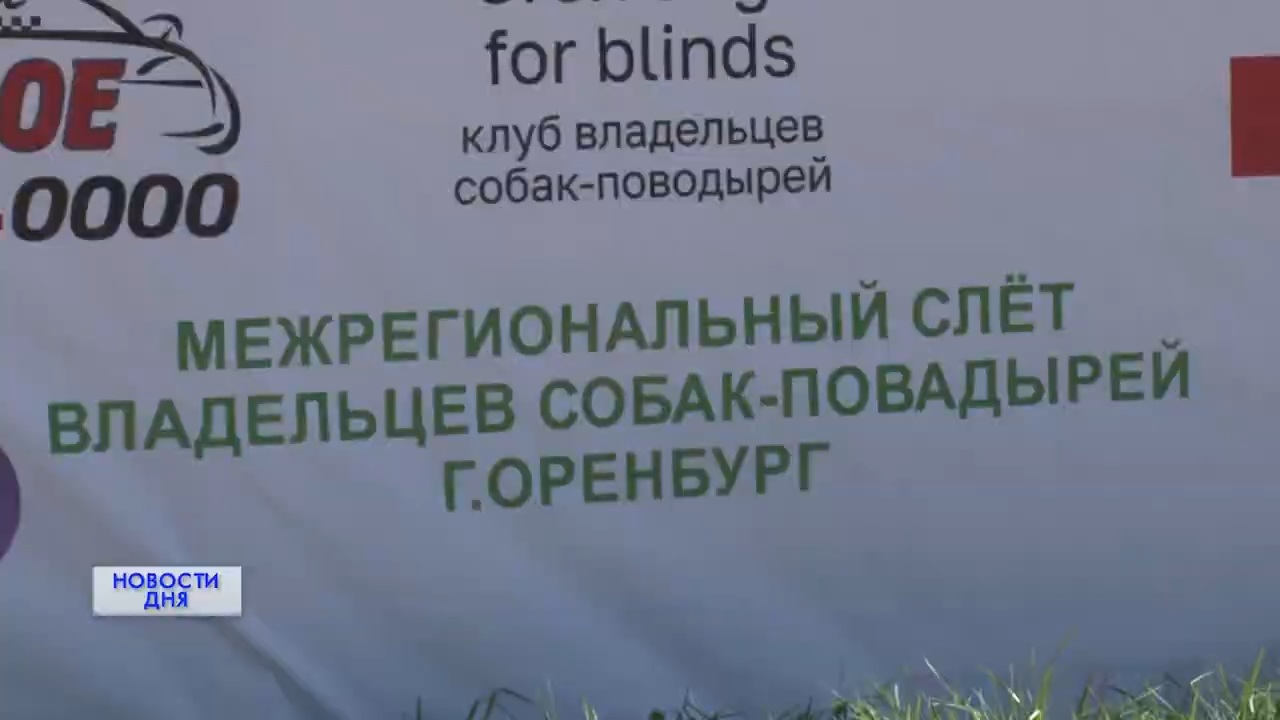 for blinds
клуб владельцев
собак-поводырей
ОЕ
0000
МЕЖРЕГИОНАЛЬНЫЙ СЛЁТ
ВЛАДЕЛЬЦЕВ СОБАК-ПОВАДЫРЕЙ
Г.ОРЕНБУРГ
НОВОСТИ
ДНЯ